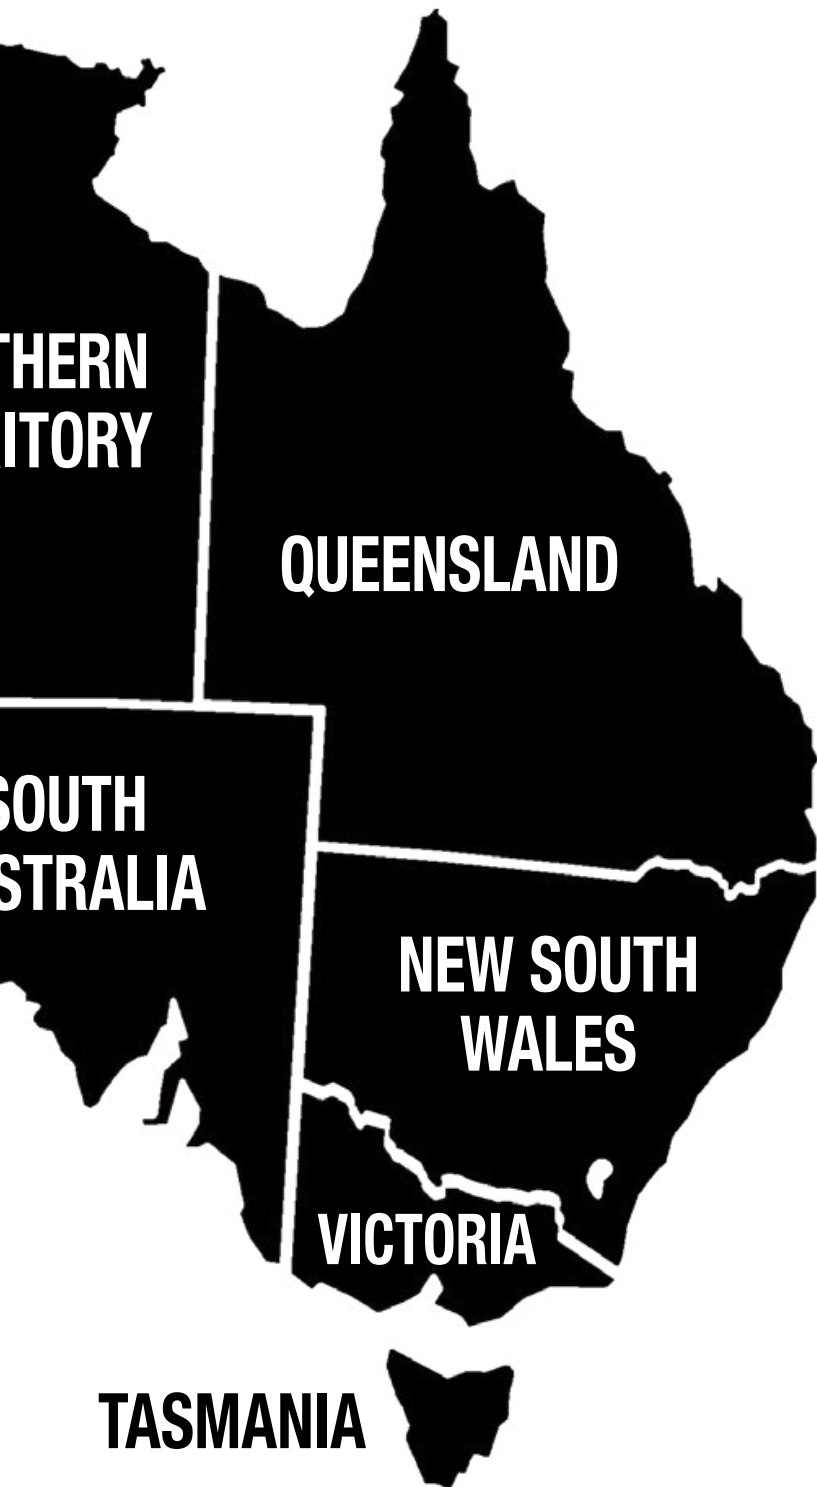 THERN
ITORY
QUEENSLAND
SOUTH
STRALIA
NEW SOUTH
WALES
VICTORIA
TASMANIA